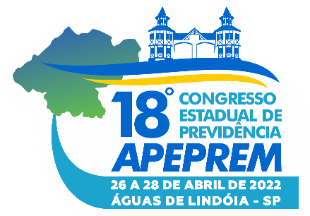 18° CONGRESSO
ESTADUAL DE
PREVIDÊNCIA
APEPREM
26 A 28 DE ABRIL DE 2022
ÁGUAS DE LINDÓIA - SP